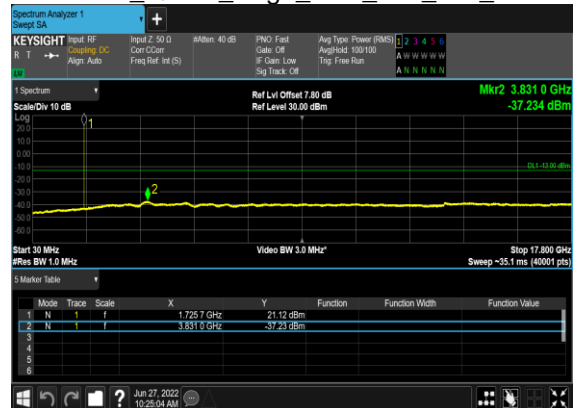 Spectrum Analyzer 1
Swept SA
KEYSIGHT Input: RF Input Z: 50 Ω #Atten: 40 dB PNO: Fast Avg Type: Power (RMS) 1 2 3 4 5 6
R T Coupling: DC Corr CCorr Gate: Off Avg|Hold: 100/100 A W W W W W
Align: Auto Freq Ref: Int (S) IF Gain: Low Trig: Free Run
Sig Track: Off A N N N N N
LW
1 Spectrum Ref Lvl Offset 7.80 dB Mkr2 3.831 0 GHz
Scale/Div 10 dB Ref Level 30.00 dBm -37.234 dBm
Log
1
20.0
10.0
0.00
-10.0 DL1 -13.00 dBm
-20.0
-30.0 2
-40.0
-50.0
-60.0
Start 30 MHz Video BW 3.0 MHz* Stop 17.800 GHz
#Res BW 1.0 MHz Sweep ~35.1 ms (40001 pts)
5 Marker Table
Mode Trace Scale X Y Function Function Width Function Value
1 N 1 f 1.725 7 GHz 21.12 dBm
2 N 1 f 3.831 0 GHz -37.23 dBm
3
4
5
6
? Jun 27, 2022
10:25:04 AM